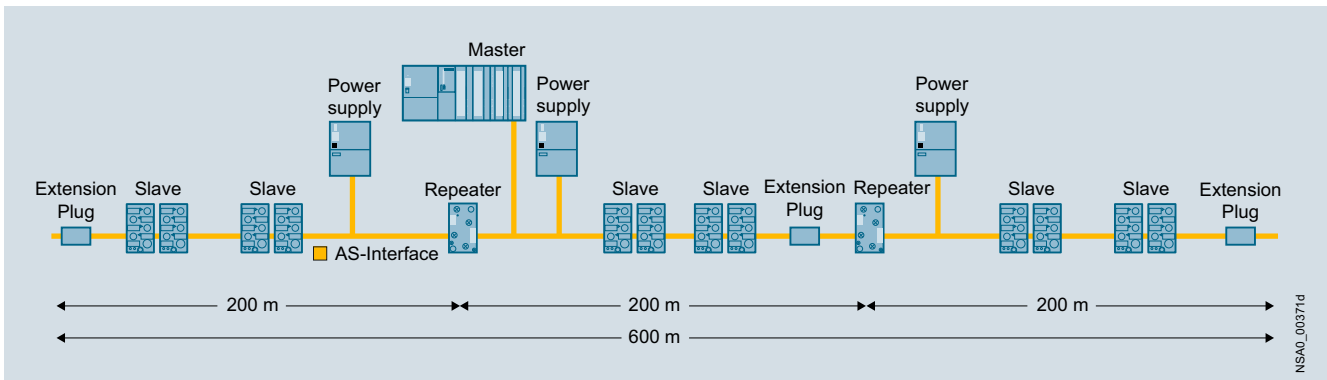 Master
Power
supply
Power
supply
Power
supply
Extension
Plug
Slave
Slave
Repeater
Slave
Slave
Extension
Plug
Repeater
Slave
Slave
Extension
Plug
AS-Interface
200 m
200 m
200 m
600 m
NSA0_00371d